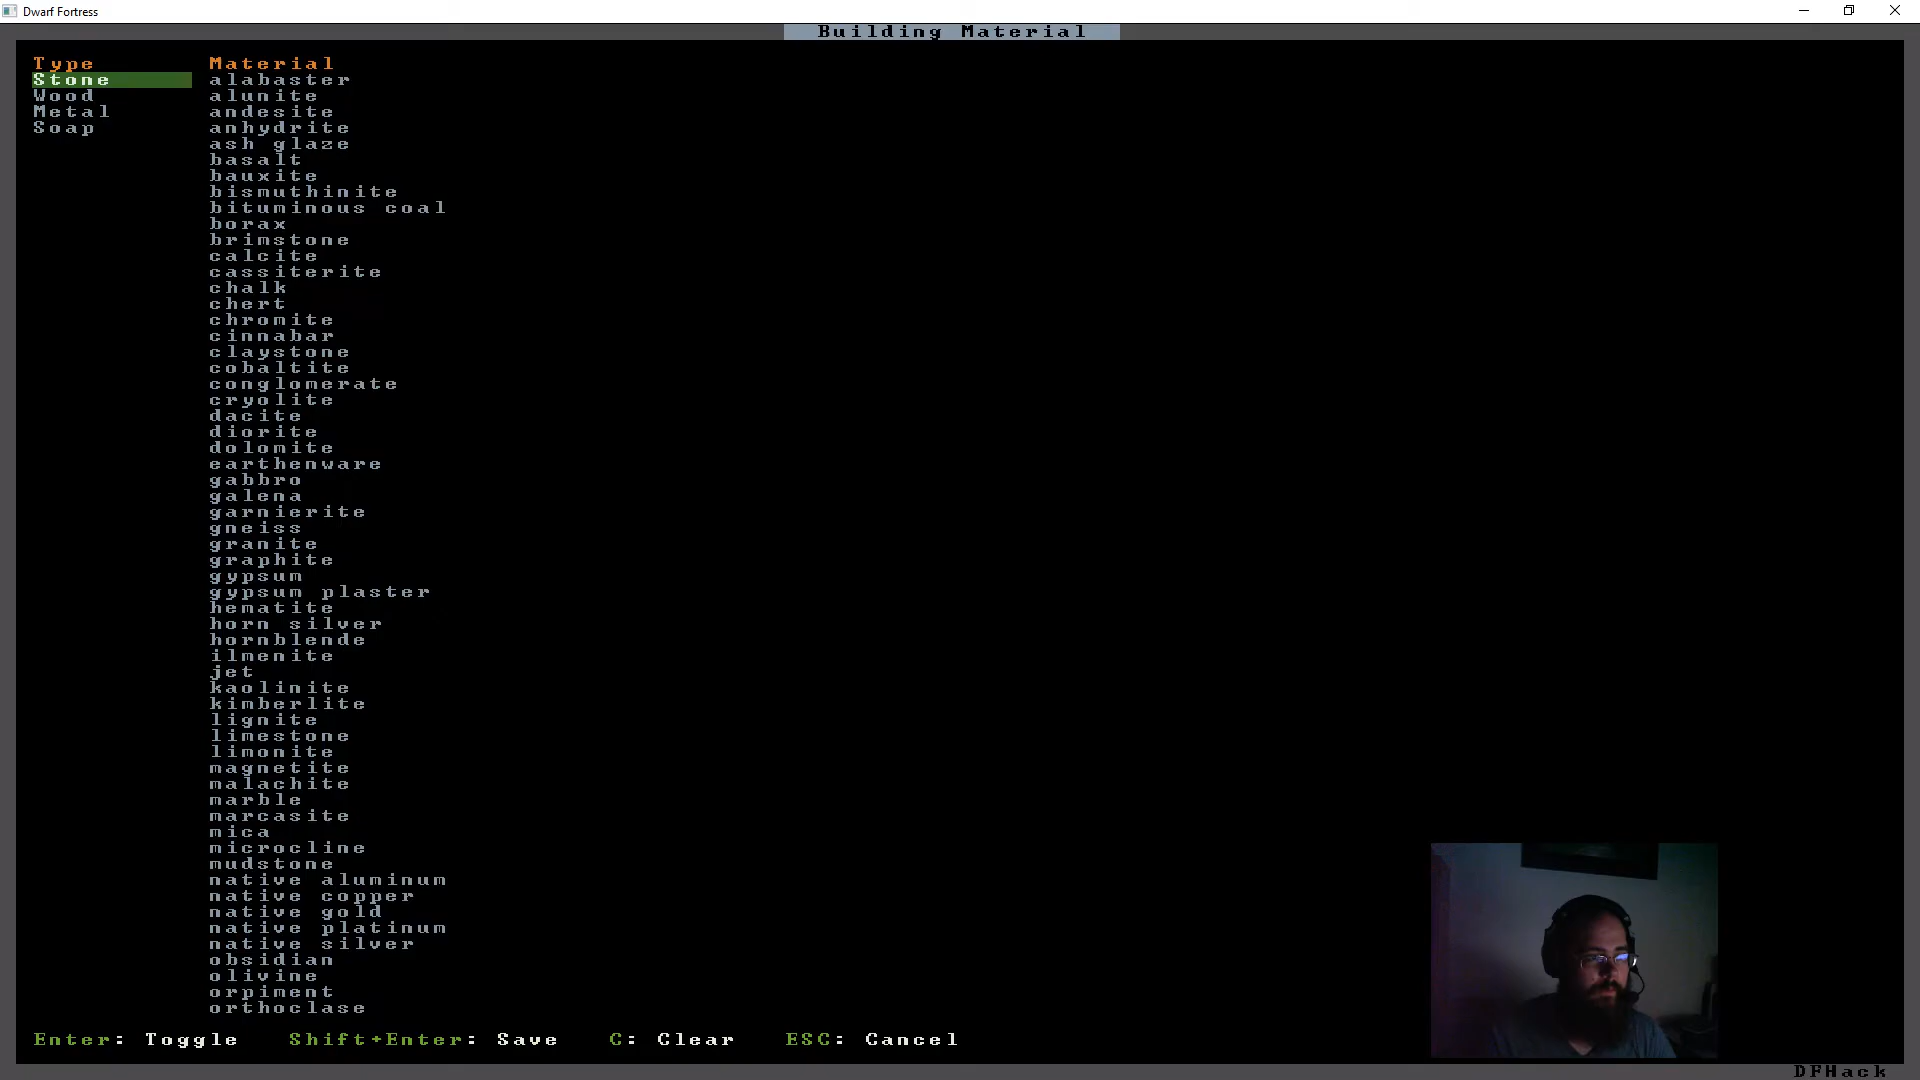 Dwarf Fortress
Building Material
Type
Stone
Wood
Metal
Soap
Material
alabaster
alunite
andesite
anhydrite
ash glaze
basalt
bauxite
bismuthinite
bituminous coal
borax
brimstone
calcite
cassiterite
chalk
chert
chromite
cinnabar
claystone
cobaltite
conglomerate
cryolite
dacite
diorite
dolomite
earthenware
gabbro
galena
garnierite
gneiss
granite
graphite
gypsum
gypsum plaster
hematite
horn silver
hornblende
ilmenite
jet
kaolinite
kimberlite
lignite
limestone
limonite
magnetite
malachite
marble
marcasite
mica
microcline
mudstone
native aluminum
native copper
native gold
native platinum
native silver
obsidian
olivine
orpiment
orthoclase
Enter: Toggle Shift+Enter: Save C: Clear ESC: Cancel
DFHack